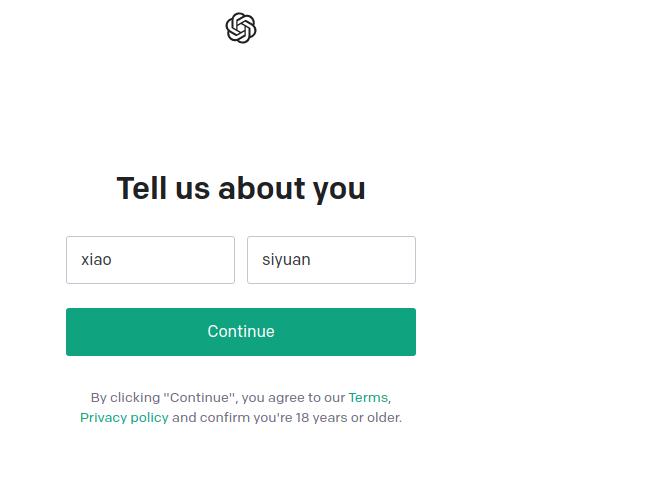 Tell us about you
xiao siyuan
Continue
By clicking "Continue", you agree to our Terms,
Privacy policy and confirm you're 18 years or older.